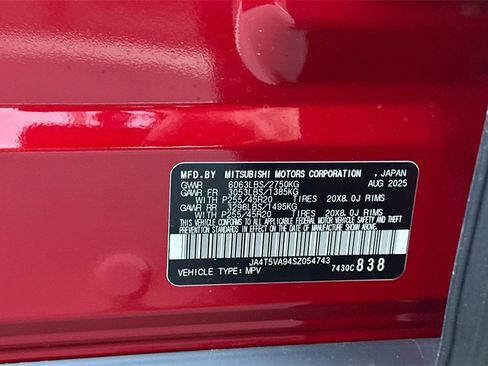 MFD.BY MITSUBISHI MOTORS CORPORATION , JAPAN
GVWR 6063LBS/2750KG AUG 2025
GAWR FR 3053LBS/1385KG
WITH P255/45R20 TIRES 20X8.0J RIMS
GAWR RR 3296LBS/1495KG
WITH P255/45R20 TIRES 20X8.0J RIMS
THIS VEHICLE CONFORMS TO ALL APPLICABLE FEDERAL
MOTOR VEHICLE SAFETY, BUMPER, AND THEFT
PREVENTION STANDARDS IN EFFECT ON THE DATE OF
MANUFACTURE SHOWN ABOVE.
JA4T5VA94SZ054743
VEHICLE TYPE: MPV 7430C 838